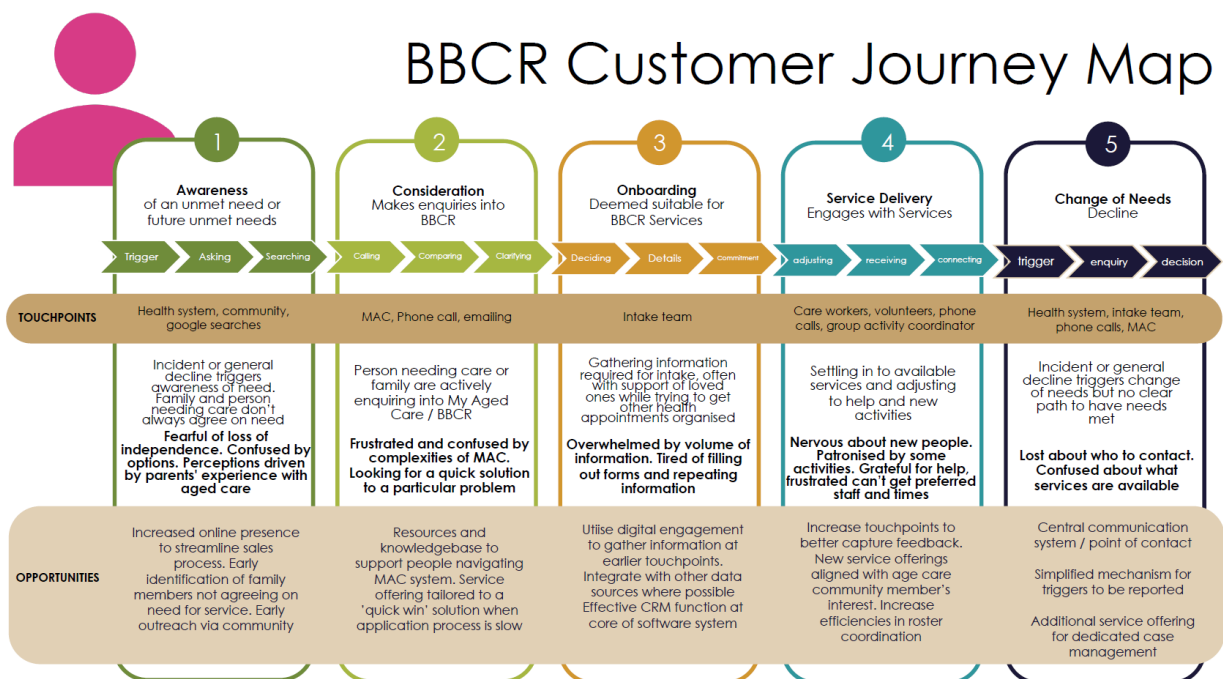 BBCR Customer Journey Map
1
Awareness
of an unmet need or
future unmet needs
2
Consideration
Makes enquiries into
BBCR
3
Onboarding
Deemed suitable for
BBCR Services
4
Service Delivery
Engages with Services
5
Change of Needs
Decline
Trigger
Asking
Searching
Calling
Comparing
Clarifying
Deciding
Details
Commitment
adjusting
receiving
connecting
trigger
enquiry
decision
TOUCHPOINTS
Health system, community,
google searches
MAC, Phone call, emailing
Intake team
Care workers, volunteers, phone
calls, group activity coordinator
Health system, intake team,
phone calls, MAC
Incident or general
decline triggers
awareness of need.
Family and person
needing care don't
always agree on need
Fearful of loss of
independence. Confused by
options. Perceptions driven
by parents' experience with
aged care
Person needing care or
family are actively
enquiring into My Aged
Care / BBCR
Frustrated and confused by
complexities of MAC.
Looking for a quick solution
to a particular problem
Gathering information
required for intake, often
with support of loved
ones while trying to get
other health
appointments organised
Overwhelmed by volume of
information. Tired of filling
out forms and repeating
information
Settling in to available
services and adjusting
to help and new
activities
Nervous about new people.
Patronised by some
activities. Grateful for help,
frustrated can't get preferred
staff and times
Incident or general
decline triggers change
of needs but no clear
path to have needs
met
Lost about who to contact.
Confused about what
services are available
OPPORTUNITIES
Increased online presence
to streamline sales
process. Early
identification of family
members not agreeing on
need for service. Early
outreach via community
Resources and
knowledgebase to
support people navigating
MAC system. Service
offering tailored to a
'quick win' solution when
application process is slow
Utiise digital engagement
to gather information at
earlier touchpoints.
Integrate with other data
sources where possible
Effective CRM function at
core of software system
Increase touchpoints to
better capture feedback.
New service offerings
aligned with age care
community member's
interest. Increase
efficiencies in roster
coordination
Central communication
system / point of contact
Simplified mechanism for
triggers to be reported
Additional service offering
for dedicated case
management